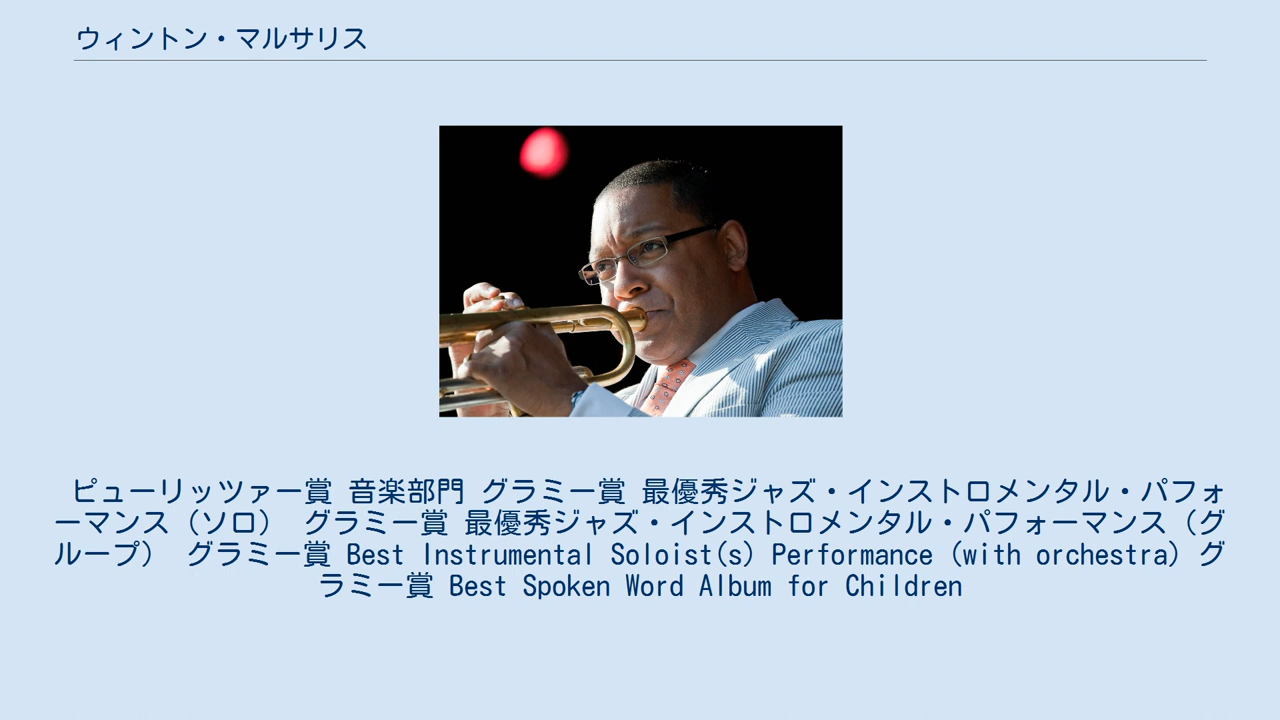 ウィントン・マルサリス
ピューリッツァー賞 音楽部門 グラミー賞 最優秀ジャズ・インストロメンタル・パフォ
ーマンス（ソロ） グラミー賞 最優秀ジャズ・インストロメンタル・パフォーマンス（グ
ループ） グラミー賞 Best Instrumental Soloist(s) Performance (with orchestra) グ
ラミー賞 Best Spoken Word Album for Children